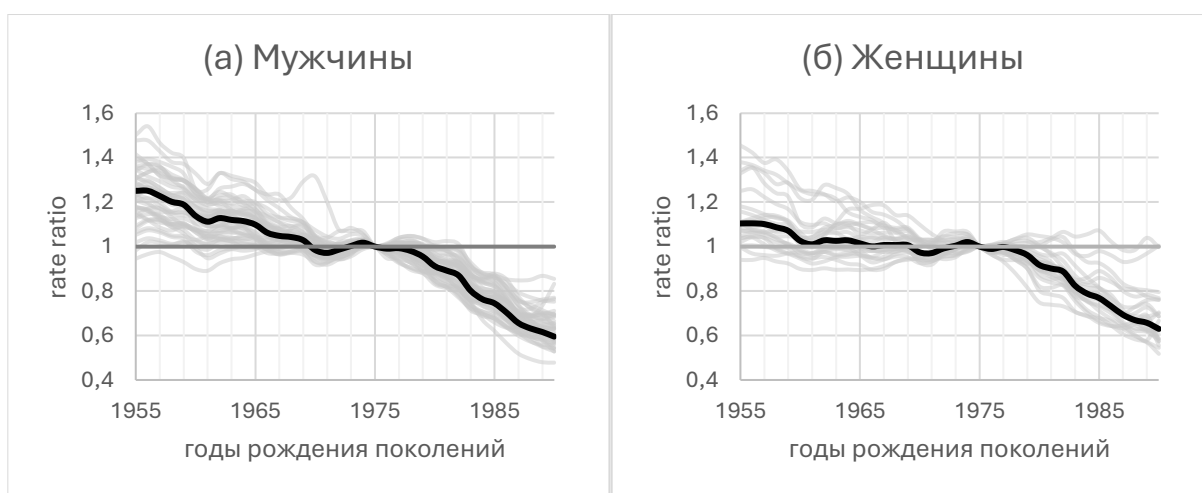 (а) Мужчины
1,6
1,4
1,2
1
0,8
0,6
0,4
rate ratio
1955 1965 1975 1985
годы рождения поколений
(б) Женщины
1,6
1,4
1,2
1
0,8
0,6
0,4
rate ratio
1955 1965 1975 1985
годы рождения поколений